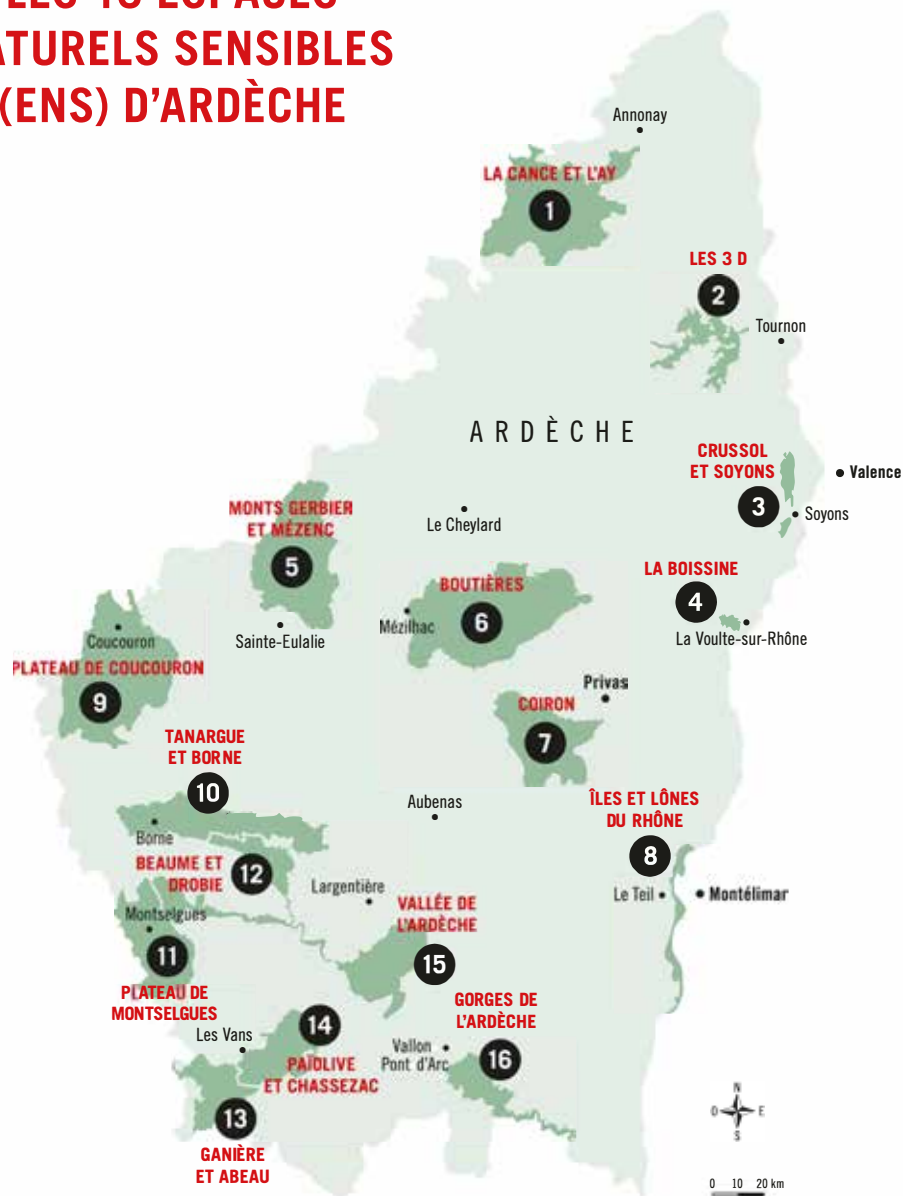 ESPACES
NATURELS SENSIBLES
(ENS) D'ARDÈCHE
Annonay
LA CANCE ET L'AY
1
LES 3 D
2
Tournon
ARDÈCHE
CRUSSOL
ET SOYONS
3
Valence
Soyons
MONTS GERBIER
ET MÉZENC
5
Le Cheylard
BOUTIÈRES
6
Mézilhac
LA BOISSINE
4
La Voulte-sur-Rhône
Coucouron
Sainte-Eulalie
PLATEAU DE COUCOURON
9
Privas
COIRON
7
TANARGUE
ET BORNE
10
Aubenas
ÎLES ET LÔNES
DU RHÔNE
8
Borne
BEAUME ET
DROBIE
12
Largentière
Le Teil
Montélimar
VALLÉE DE
L'ARDÈCHE
15
Montselgues
11
PLATEAU DE
MONTSELGUES
GORGES DE
L'ARDÈCHE
16
14
Les Vans
PAÏOLIVE
ET CHASSEZAC
Vallon
Pont d'Arc
13
GANIÈRE
ET ABEAU
N
O E
S
0 10 20 km